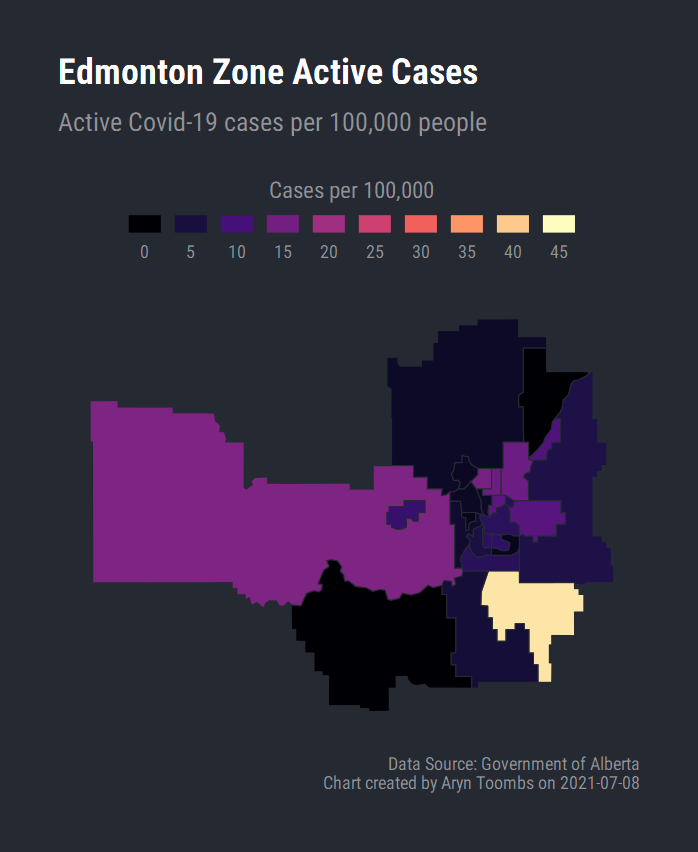 Edmonton Zone Active Cases
Active Covid-19 cases per 100,000 people
Cases per 100,000
0 5 10 15 20 25 30 35 40 45
Data Source: Government of Alberta
Chart created by Aryn Toombs on 2021-07-08